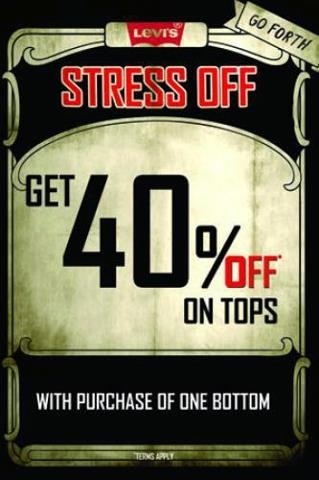 LEVI'S
GO FORTH
STRESS OFF
GET 40% OFF*
ON TOPS
WITH PURCHASE OF ONE BOTTOM
*TERMS APPLY